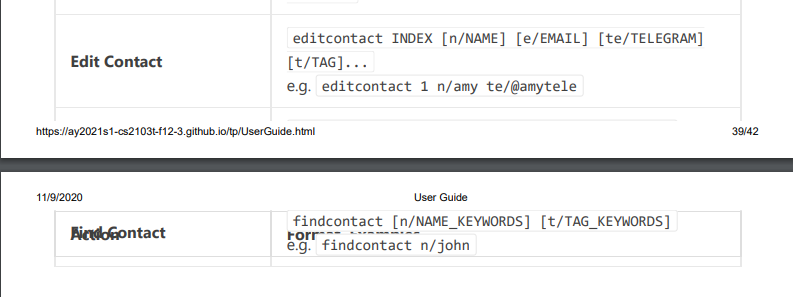 editcontact INDEX [n/NAME] [e/EMAIL] [te/TELEGRAM]
Edit Contact
[t/TAG]...
e.g. editcontact 1 n/amy te/@amytele
https://ay2021s1-cs2103t-f12-3.github.io/tp/UserGuide.html 39/42
11/9/2020 User Guide
findcontact [n/NAME_KEYWORDS] [t/TAG_KEYWORDS]
Find Contact
Action
Format, Examples
e.g. findcontact n/john